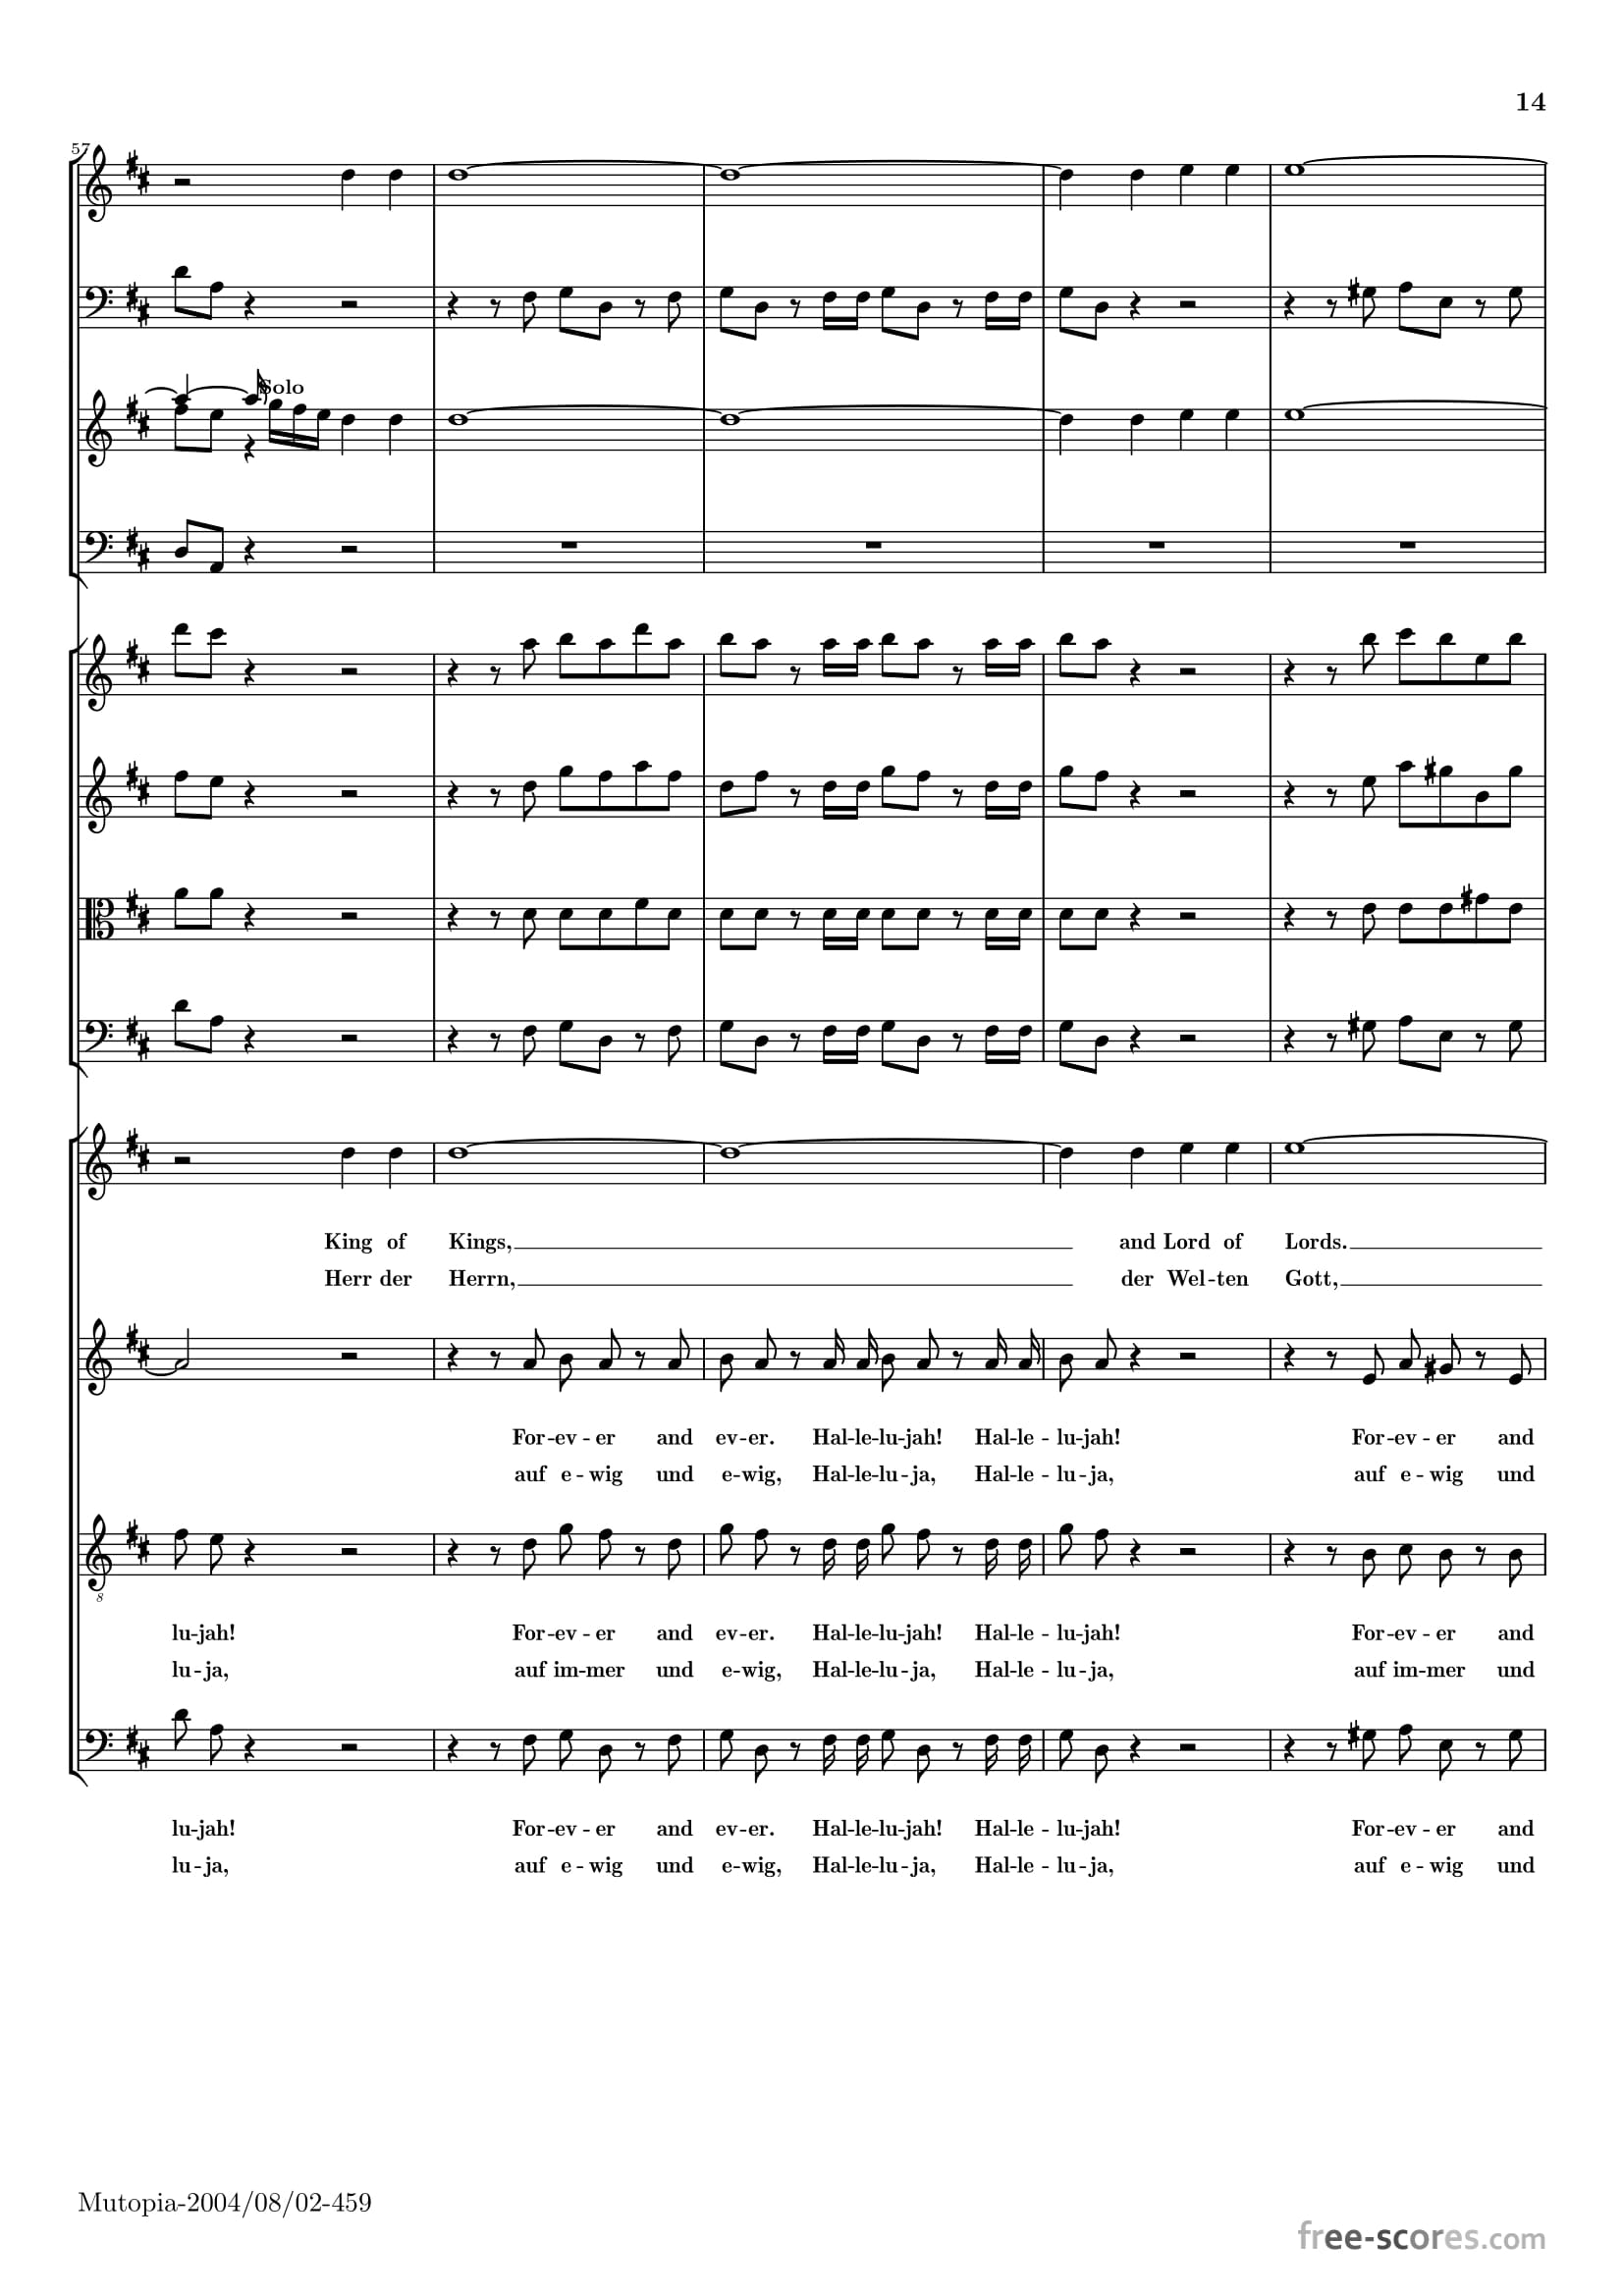 14
57
Solo
King of Kings, and Lord of Lords.
Herr der Herrn, der Wel -- ten Gott,
For -- ev -- er and ev -- er. Hal -- le -- lu -- jah! Hal -- le -- lu -- jah! For -- ev -- er and
auf e -- wig und e -- wig, Hal -- le -- lu -- ja, Hal -- le -- lu -- ja, auf e -- wig und
8
lu -- jah! For -- ev -- er and ev -- er. Hal -- le -- lu -- jah! Hal -- le -- lu -- jah! For -- ev -- er and
lu -- ja, auf im -- mer und e -- wig, Hal -- le -- lu -- ja, Hal -- le -- lu -- ja, auf im -- mer und
lu -- jah! For -- ev -- er and ev -- er. Hal -- le -- lu -- jah! Hal -- le -- lu -- jah! For -- ev -- er and
lu -- ja, auf e -- wig und e -- wig, Hal -- le -- lu -- ja, Hal -- le -- lu -- ja, auf e -- wig und
Mutopia-2004/08/02-459
free-scores.com